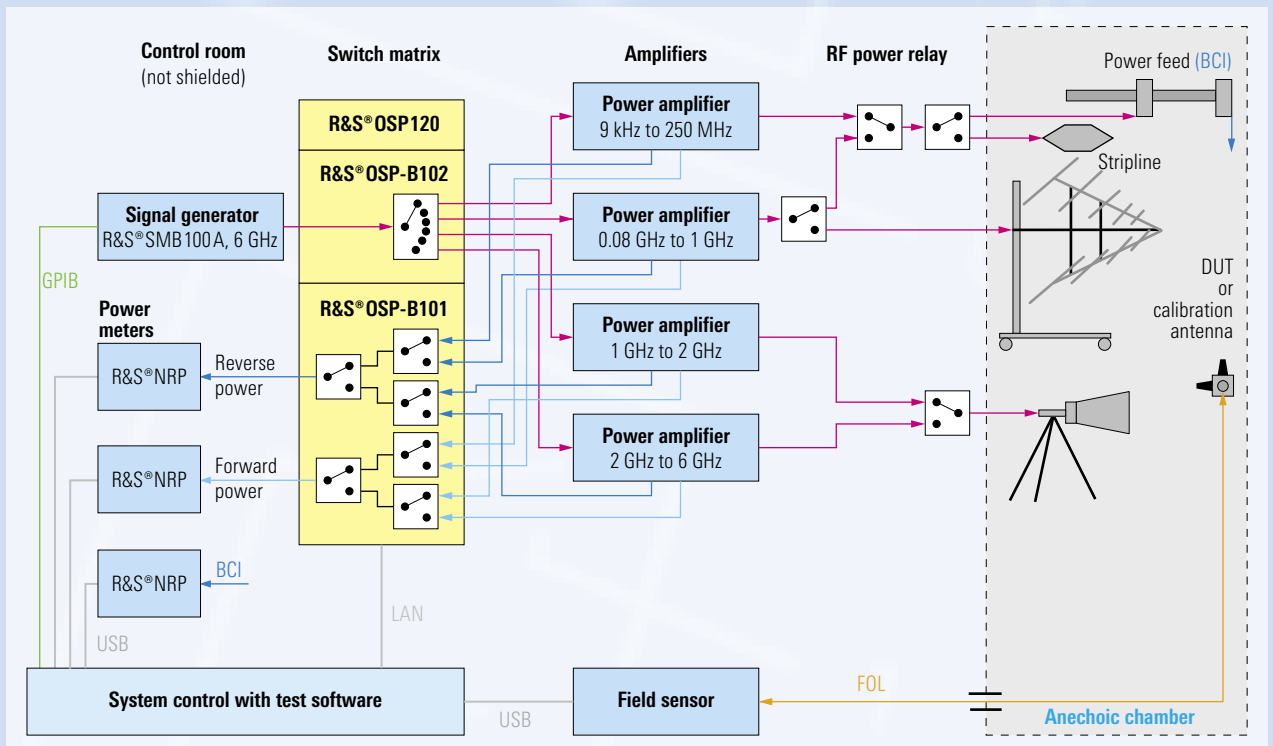 Control room
(not shielded)
Switch matrix
Amplifiers
RF power relay
Power feed (BCI)
R&S®OSP120
Power amplifier
9 kHz to 250 MHz
R&S®OSP-B102
Stripline
Signal generator
R&S®SMB100A, 6 GHz
Power amplifier
0.08 GHz to 1 GHz
GPIB
DUT
or
calibration
antenna
R&S®OSP-B101
Power
meters
Power amplifier
1 GHz to 2 GHz
R&S®NRP
Reverse
power
Power amplifier
2 GHz to 6 GHz
R&S®NRP
Forward
power
R&S®NRP
BCI
LAN
USB
System control with test software
USB
Field sensor
FOL
Anechoic chamber